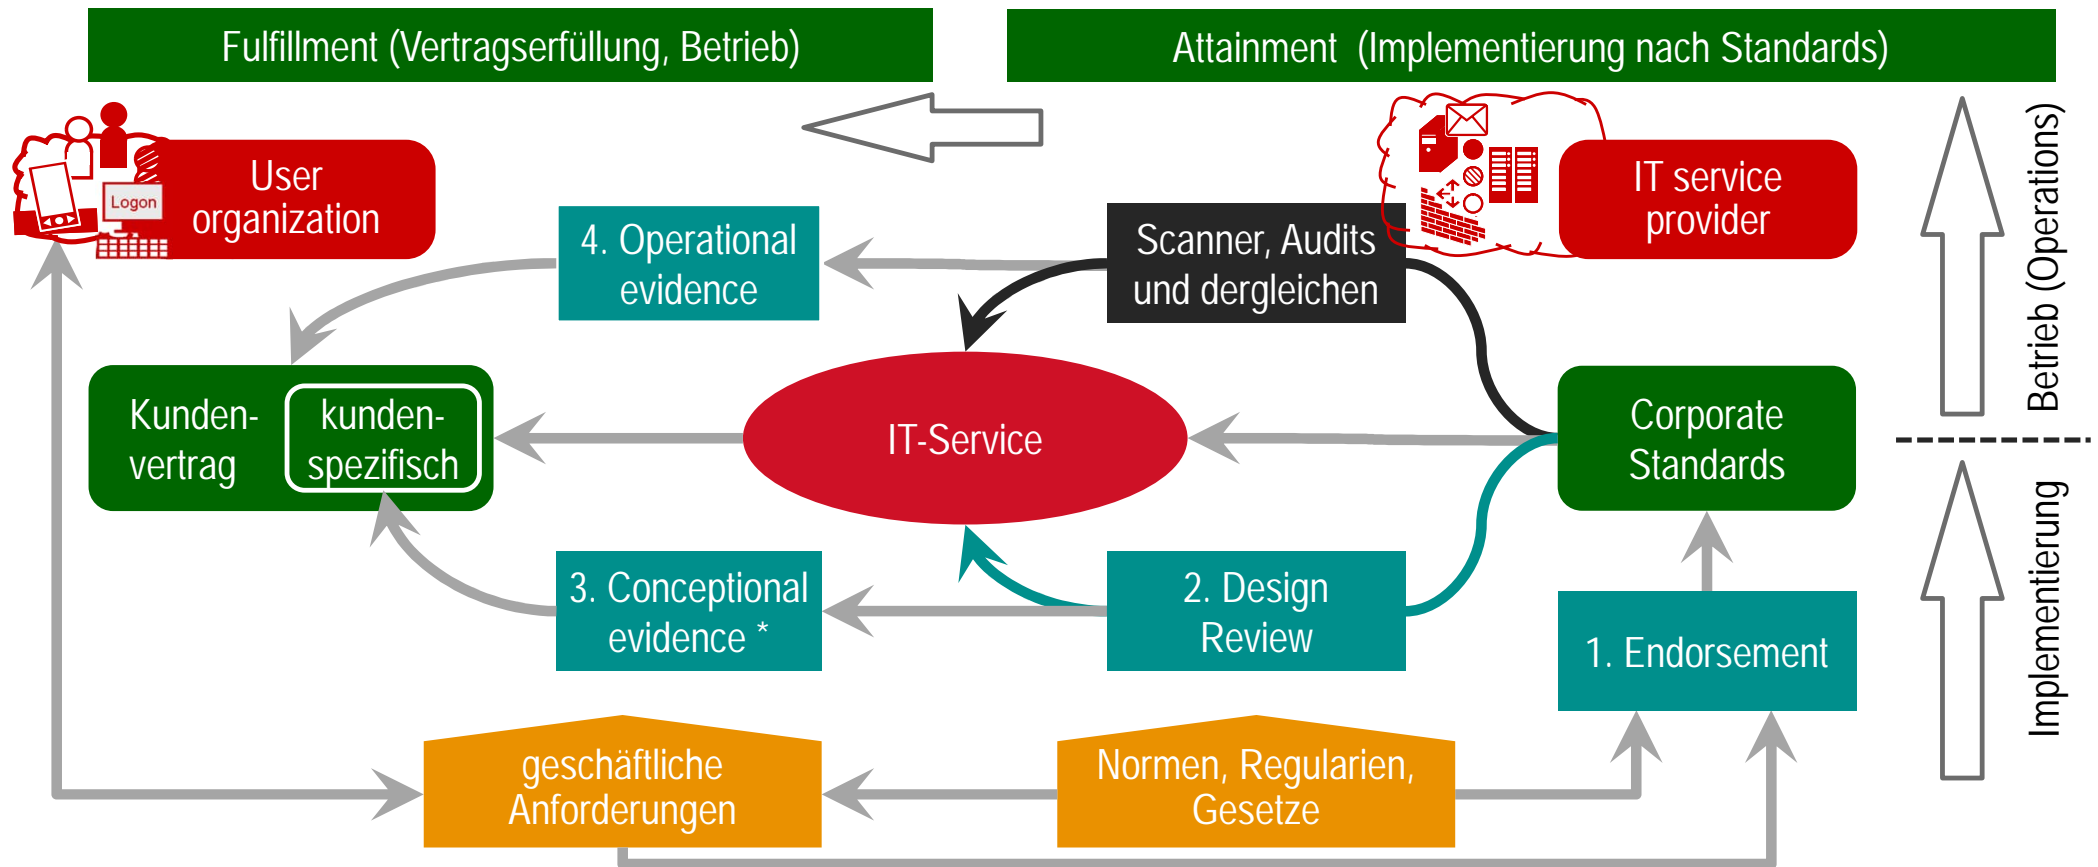 Fulfillment (Vertragserfüllung, Betrieb)
Attainment (Implementierung nach Standards)
Logon
User
organization
IT service
provider
4. Operational
evidence
Scanner, Audits
und dergleichen
Betrieb (Operations)
Kunden-
vertrag
kunden-
spezifisch
IT-Service
Corporate
Standards
3. Conceptional
evidence *
2. Design
Review
1. Endorsement
Implementierung
geschäftliche
Anforderungen
Normen, Regularien,
Gesetze